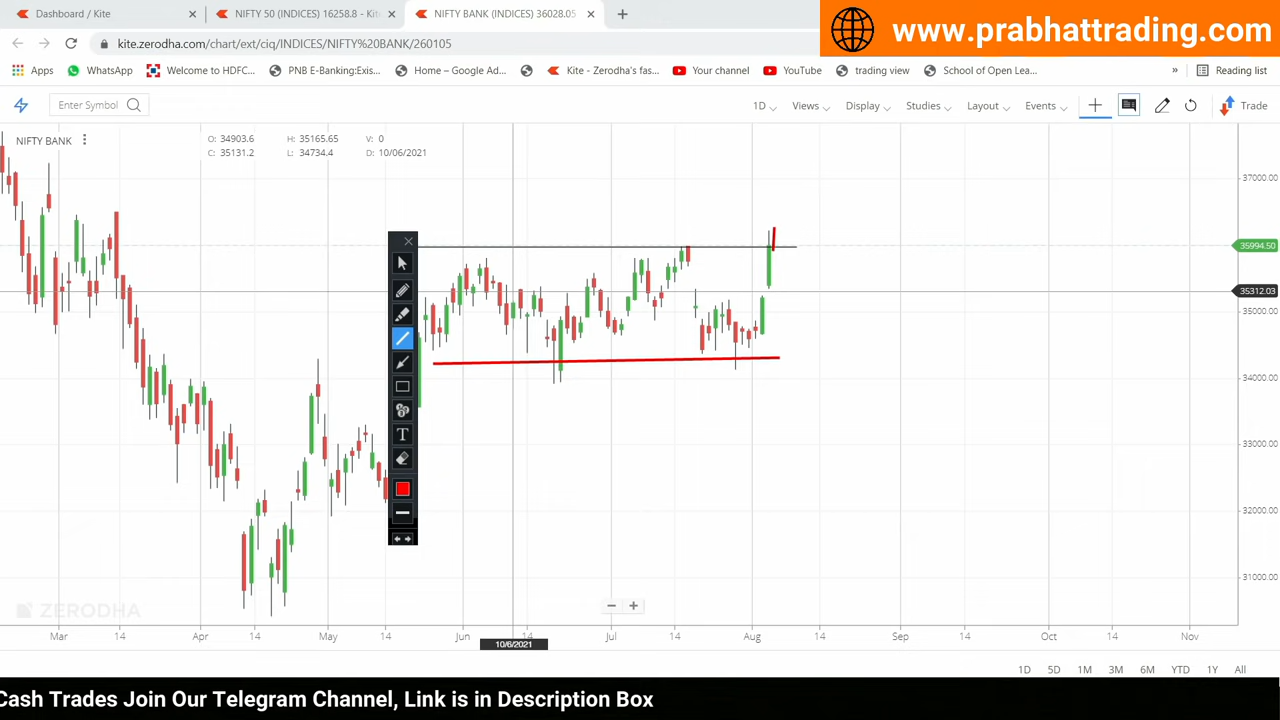 Dashboard / Kite
NIFTY 50 (INDICES) 16258.8 - Kit
NIFTY BANK (INDICES) 36028.05
www.prabhattrading.com
kite.zerodha.com/chart/ext/ciq/INDICES/NIFTY%20BANK/260105
Apps
WhatsApp
Welcome to HDFC...
PNB E-Banking:Exis...
Home – Google Ad...
Kite - Zerodha's fas...
Your channel
YouTube
trading view
School of Open Lea...
»
Reading list
Enter Symbol
1D
Views
Display
Studies
Layout
Events
Trade
NIFTY BANK
O: 34903.6 H: 35165.65 V: 0
C: 35131.2 L: 34734.4 D: 10/06/2021
37000.00
35994.50
35312.03
35000.00
34000.00
33000.00
32000.00
31000.00
T
ZERODHA
Mar 14 Apr 14 May 14 Jun 14 Jul 14 Aug 14 Sep 14 Oct 14 Nov
10/6/2021
1D 5D 1M 3M 6M YTD 1Y All
Cash Trades Join Our Telegram Channel, Link is in Description Box